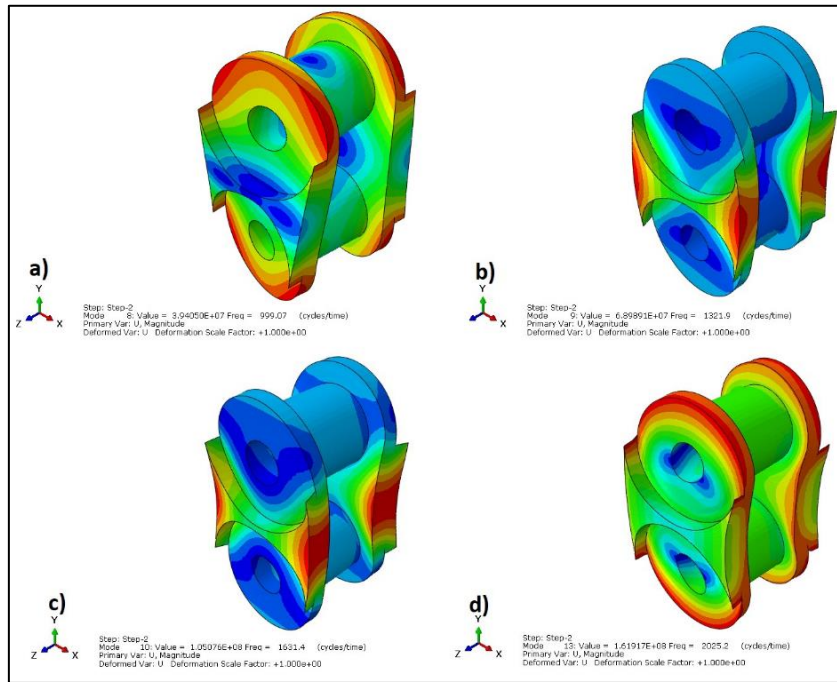 a)
Y
Z X
Step: Step-2
Mode 8: Value = 3.94050E+07 Freq = 999.07 (cycles/time)
Primary Var: U, Magnitude
Deformed Var: U Deformation Scale Factor: +1.000e+00
b)
Y
Z X
Step: Step-2
Mode 9: Value = 6.89891E+07 Freq = 1321.9 (cycles/time)
Primary Var: U, Magnitude
Deformed Var: U Deformation Scale Factor: +1.000e+00
c)
Y
Z X
Step: Step-2
Mode 10: Value = 1.05076E+08 Freq = 1631.4 (cycles/time)
Primary Var: U, Magnitude
Deformed Var: U Deformation Scale Factor: +1.000e+00
d)
Y
Z X
Step: Step-2
Mode 13: Value = 1.61917E+08 Freq = 2025.2 (cycles/time)
Primary Var: U, Magnitude
Deformed Var: U Deformation Scale Factor: +1.000e+00